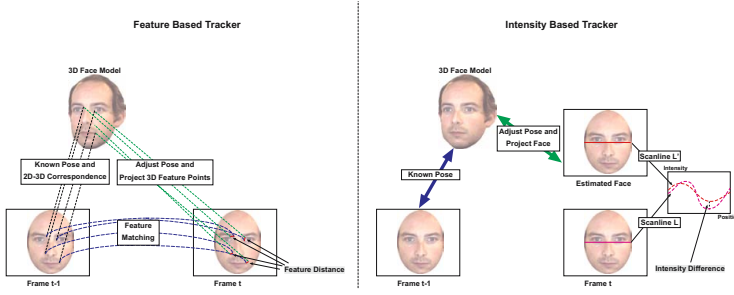 Feature Based Tracker
3D Face Model
Known Pose and
2D-3D Correspondence
Adjust Pose and
Project 3D Feature Points
Feature
Matching
Feature Distance
Frame t-1
Frame t
Intensity Based Tracker
3D Face Model
Adjust Pose and
Project Face
Known Pose
Estimated Face
Scanline L'
Intensity
Positi
Scanline L
Intensity Difference
Frame t-1
Frame t